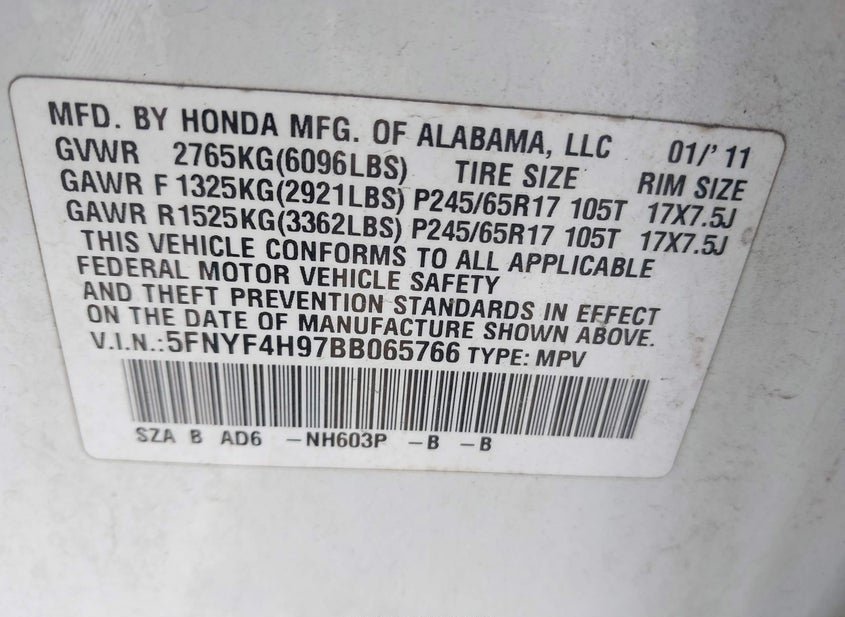 MFD. BY HONDA MFG. OF ALABAMA, LLC 01/'11
GVWR 2765KG(6096LBS) TIRE SIZE RIM SIZE
GAWR F 1325KG(2921LBS) P245/65R17 105T 17X7.5J
GAWR R1525KG(3362LBS) P245/65R17 105T 17X7.5J
THIS VEHICLE CONFORMS TO ALL APPLICABLE
FEDERAL MOTOR VEHICLE SAFETY
AND THEFT PREVENTION STANDARDS IN EFFECT
ON THE DATE OF MANUFACTURE SHOWN ABOVE.
V.I.N.:5FNYF4H97BB065766 TYPE: MPV
SZA B AD6 -NH603P -B -B